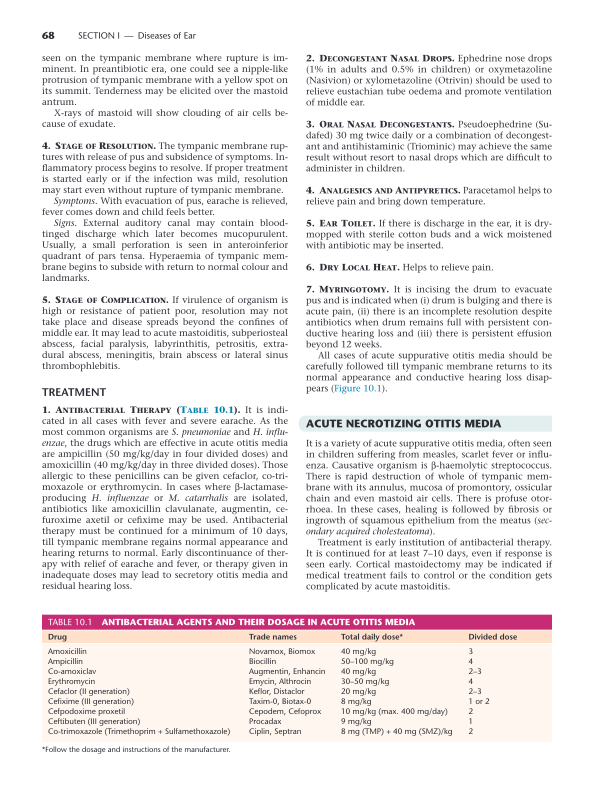 68 SECTION I — Diseases of Ear
seen on the tympanic membrane where rupture is im-
minent. In preantibiotic era, one could see a nipple-like
protrusion of tympanic membrane with a yellow spot on
its summit. Tenderness may be elicited over the mastoid
antrum.
X-rays of mastoid will show clouding of air cells be-
cause of exudate.
4. Stage of Resolution. The tympanic membrane rup-
tures with release of pus and subsidence of symptoms. In-
flammatory process begins to resolve. If proper treatment
is started early or if the infection was mild, resolution
may start even without rupture of tympanic membrane.
Symptoms. With evacuation of pus, earache is relieved,
fever comes down and child feels better.
Signs. External auditory canal may contain blood-
tinged discharge which later becomes mucopurulent.
Usually, a small perforation is seen in anteroinferior
quadrant of pars tensa. Hyperaemia of tympanic mem-
brane begins to subside with return to normal colour and
landmarks.
5. Stage of Complication. If virulence of organism is
high or resistance of patient poor, resolution may not
take place and disease spreads beyond the confines of
middle ear. It may lead to acute mastoiditis, subperiosteal
abscess, facial paralysis, labyrinthitis, petrositis, extra-
dural abscess, meningitis, brain abscess or lateral sinus
thrombophlebitis.
TREATMENT
1. Antibacterial Therapy (Table 10.1). It is indi-
cated in all cases with fever and severe earache. As the
most common organisms are S. pneumoniae and H. influ-
enzae, the drugs which are effective in acute otitis media
are ampicillin (50 mg/kg/day in four divided doses) and
amoxicillin (40 mg/kg/day in three divided doses). Those
allergic to these penicillins can be given cefaclor, co-tri-
moxazole or erythromycin. In cases where β-lactamase-
producing H. influenzae or M. catarrhalis are isolated,
antibiotics like amoxicillin clavulanate, augmentin, ce-
furoxime axetil or cefixime may be used. Antibacterial
therapy must be continued for a minimum of 10 days,
till tympanic membrane regains normal appearance and
hearing returns to normal. Early discontinuance of ther-
apy with relief of earache and fever, or therapy given in
inadequate doses may lead to secretory otitis media and
residual hearing loss.
2. Decongestant Nasal Drops. Ephedrine nose drops
(1% in adults and 0.5% in children) or oxymetazoline
(Nasivion) or xylometazoline (Otrivin) should be used to
relieve eustachian tube oedema and promote ventilation
of middle ear.
3. Oral Nasal Decongestants. Pseudoephedrine (Su-
dafed) 30 mg twice daily or a combination of decongest-
ant and antihistaminic (Triominic) may achieve the same
result without resort to nasal drops which are difficult to
administer in children.
4. Analgesics and Antipyretics. Paracetamol helps to
relieve pain and bring down temperature.
5. Ear Toilet. If there is discharge in the ear, it is dry-
mopped with sterile cotton buds and a wick moistened
with antibiotic may be inserted.
6. Dry Local Heat. Helps to relieve pain.
7. Myringotomy. It is incising the drum to evacuate
pus and is indicated when (i) drum is bulging and there is
acute pain, (ii) there is an incomplete resolution despite
antibiotics when drum remains full with persistent con-
ductive hearing loss and (iii) there is persistent effusion
beyond 12 weeks.
All cases of acute suppurative otitis media should be
carefully followed till tympanic membrane returns to its
normal appearance and conductive hearing loss disap-
pears (Figure 10.1).
ACUTE NECROTIZING OTITIS MEDIA
It is a variety of acute suppurative otitis media, often seen
in children suffering from measles, scarlet fever or influ-
enza. Causative organism is β-haemolytic streptococcus.
There is rapid destruction of whole of tympanic mem-
brane with its annulus, mucosa of promontory, ossicular
chain and even mastoid air cells. There is profuse otor-
rhoea. In these cases, healing is followed by fibrosis or
ingrowth of squamous epithelium from the meatus (sec-
ondary acquired cholesteatoma).
Treatment is early institution of antibacterial therapy.
It is continued for at least 7–10 days, even if response is
seen early. Cortical mastoidectomy may be indicated if
medical treatment fails to control or the condition gets
complicated by acute mastoiditis.
TABLE 10.1 ANTIBACTERIAL AGENTS AND THEIR DOSAGE IN ACUTE OTITIS MEDIA
Drug Trade names Total daily dose* Divided dose
Amoxicillin Novamox, Biomox 40 mg/kg 3
Ampicillin Biocillin 50–100 mg/kg 4
Co-amoxiclav Augmentin, Enhancin 40 mg/kg 2–3
Erythromycin Emycin, Althrocin 30–50 mg/kg 4
Cefaclor (II generation) Keflor, Distaclor 20 mg/kg 2–3
Cefixime (III generation) Taxim-0, Biotax-0 8 mg/kg 1 or 2
Cefpodoxime proxetil Cepodem, Cefoprox 10 mg/kg (max. 400 mg/day) 2
Ceftibuten (III generation) Procadax 9 mg/kg 1
Co-trimoxazole (Trimethoprim + Sulfamethoxazole) Ciplin, Septran 8 mg (TMP) + 40 mg (SMZ)/kg 2
*Follow the dosage and instructions of the manufacturer.